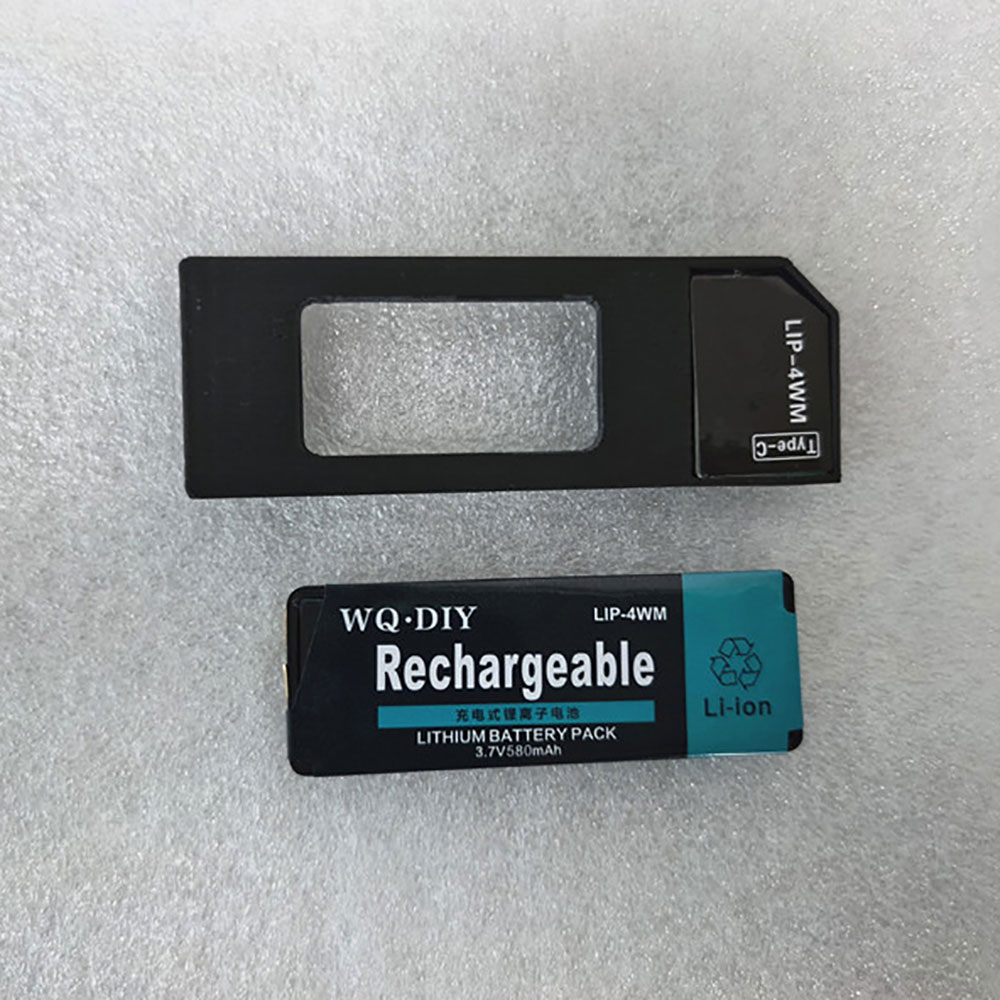 LIP-4WM
Type-C
WQ·DIY
LIP-4WM
Rechargeable
充电式锂离子电池
LITHIUM BATTERY PACK
3.7V580mAh
Li-ion